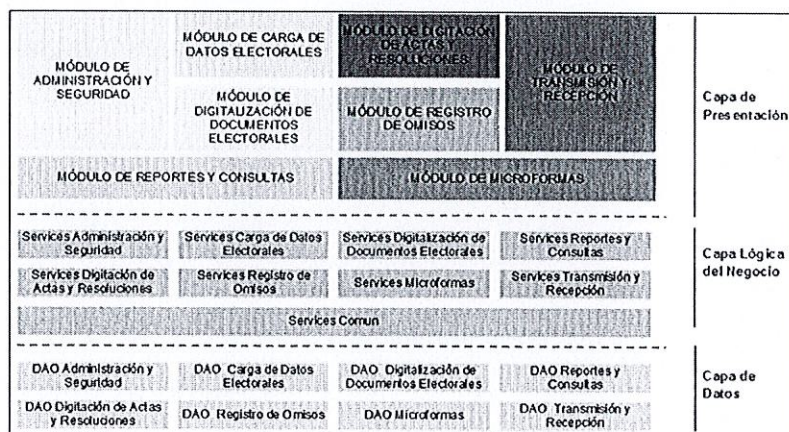 MÓDULO DE
ADMINISTRACIÓN Y
SEGURIDAD
MÓDULO DE CARGA DE
DATOS ELECTORALES
MÓDULO DE DIGITACIÓN
DE ACTAS Y
RESOLUCIONES
MÓDULO DE
TRANSMISIÓN Y
RECEPCIÓN
MÓDULO DE
DIGITALIZACIÓN DE
DOCUMENTOS
ELECTORALES
MÓDULO DE REGISTRO
DE OMISOS
MÓDULO DE REPORTES Y CONSULTAS
MÓDULO DE MICROFORMAS
Capa de
Presentación
Services Administración y
Seguridad
Services Carga de Datos
Electorales
Services Digitalización de
Documentos Electorales
Services Reportes y
Consultas
Services Digitación de
Actas y Resoluciones
Services Registro de
Omisos
Services Microformas
Services Transmisión y
Recepción
Services Comun
Capa Lógica
del Negocio
DAO Administración y
Seguridad
DAO Carga de Datos
Electorales
DAO Digitalización de
Documentos Electorales
DAO Reportes y
Consultas
DAO Digitación de Actas
y Resoluciones
DAO Registro de Omisos
DAO Microformas
DAO Transmisión y
Recepción
Capa de
Datos